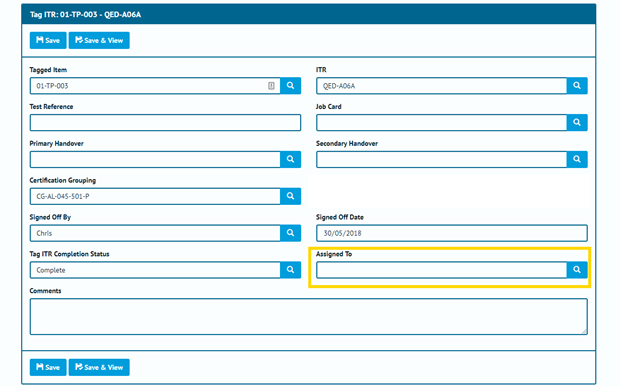 Tag ITR: 01-TP-003 - QED-A06A
Save Save & View
Tagged Item ITR
01-TP-003 QED-A06A
Test Reference Job Card
Primary Handover Secondary Handover
Certification Grouping
CG-AL-045-501-P
Signed Off By Signed Off Date
Chris 30/05/2018
Tag ITR Completion Status Assigned To
Complete
Comments
Save Save & View